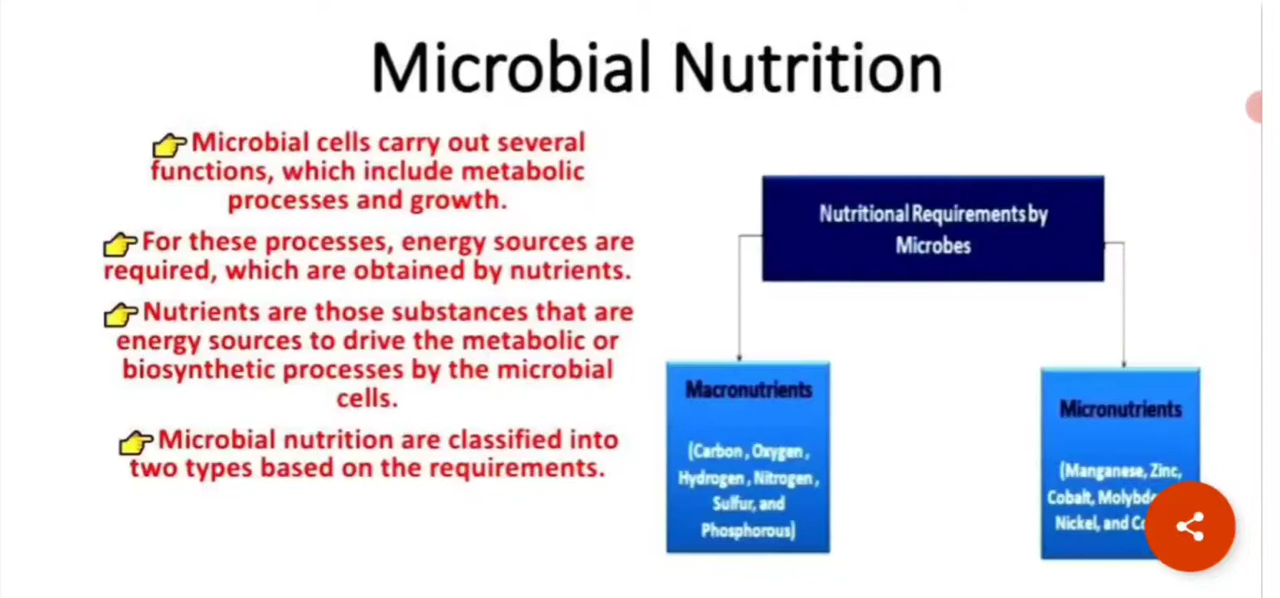 Microbial Nutrition
Microbial cells carry out several
functions, which include metabolic
processes and growth.
For these processes, energy sources are
required, which are obtained by nutrients.
Nutrients are those substances that are
energy sources to drive the metabolic or
biosynthetic processes by the microbial
cells.
Microbial nutrition are classified into
two types based on the requirements.
Nutritional Requirements by
Microbes
Macronutrients
(Carbon , Oxygen ,
Hydrogen , Nitrogen ,
Sulfur, and
Phosphorous)
Micronutrients
(Manganese, Zinc,
Cobalt,
Nickel, and